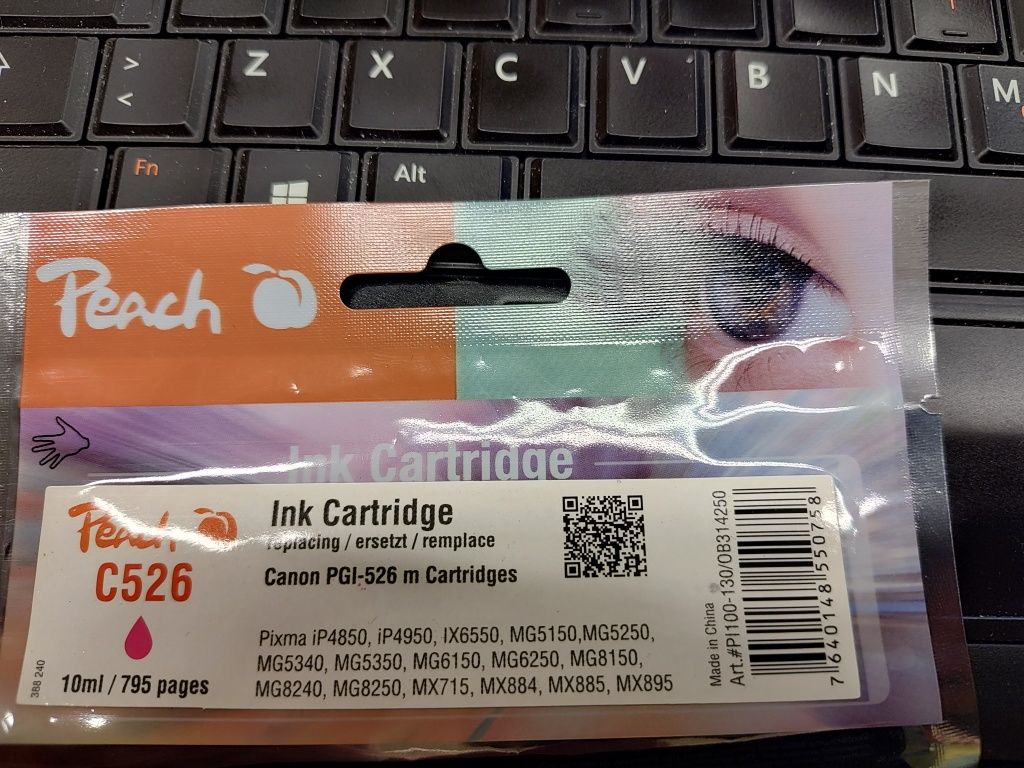 >
<
Z
X
C
V
B
N
M
Fn
Alt
Peach
Ink Cartridge
Peach
C526
10ml / 795 pages
388 240
Ink Cartridge
replacing / ersetzt / remplace
Canon PGI-526 m Cartridges
Pixma iP4850, iP4950, IX6550, MG5150,MG5250,
MG5340, MG5350, MG6150, MG6250, MG8150,
MG8240, MG8250, MX715, MX884, MX885, MX895
Made in China
Art.#PI100-130/OB314250
7640148550758